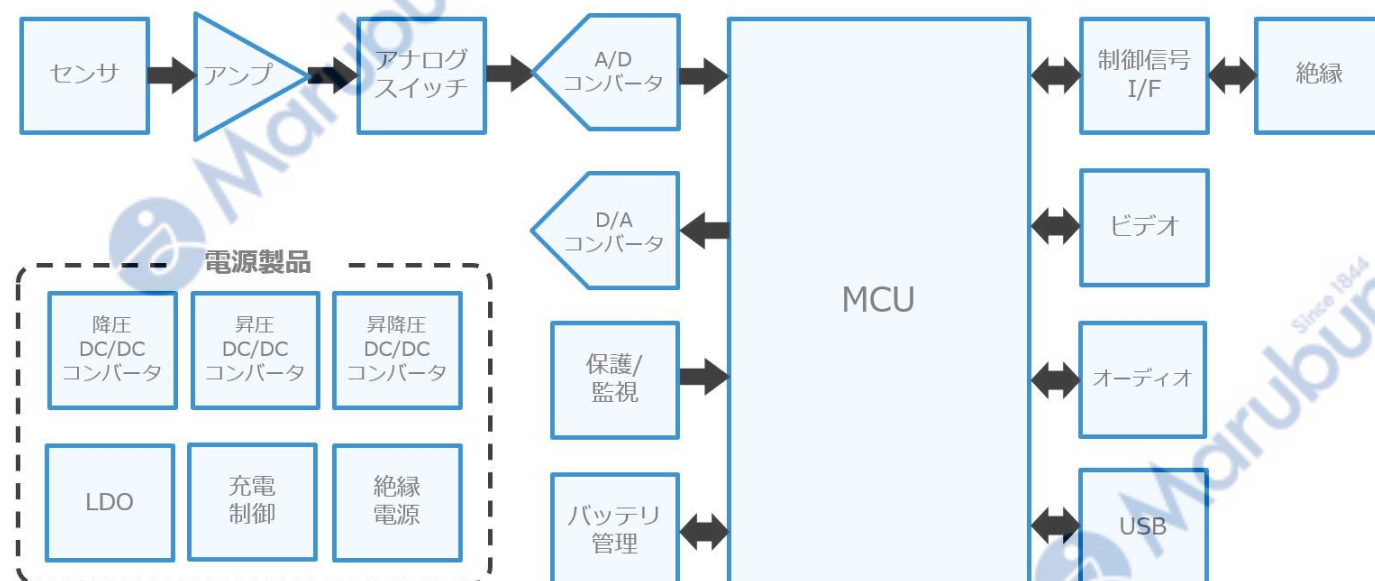 センサ
アンプ
アナログ
スイッチ
A/D
コンバータ
制御信号
I/F
絶縁
D/A
コンバータ
MCU
ビデオ
電源製品
降圧
DC/DC
コンバータ
昇圧
DC/DC
コンバータ
昇降圧
DC/DC
コンバータ
保護/
監視
オーディオ
LDO
充電
制御
絶縁
電源
バッテリ
管理
USB
Marubun
Since 1844
Marubun